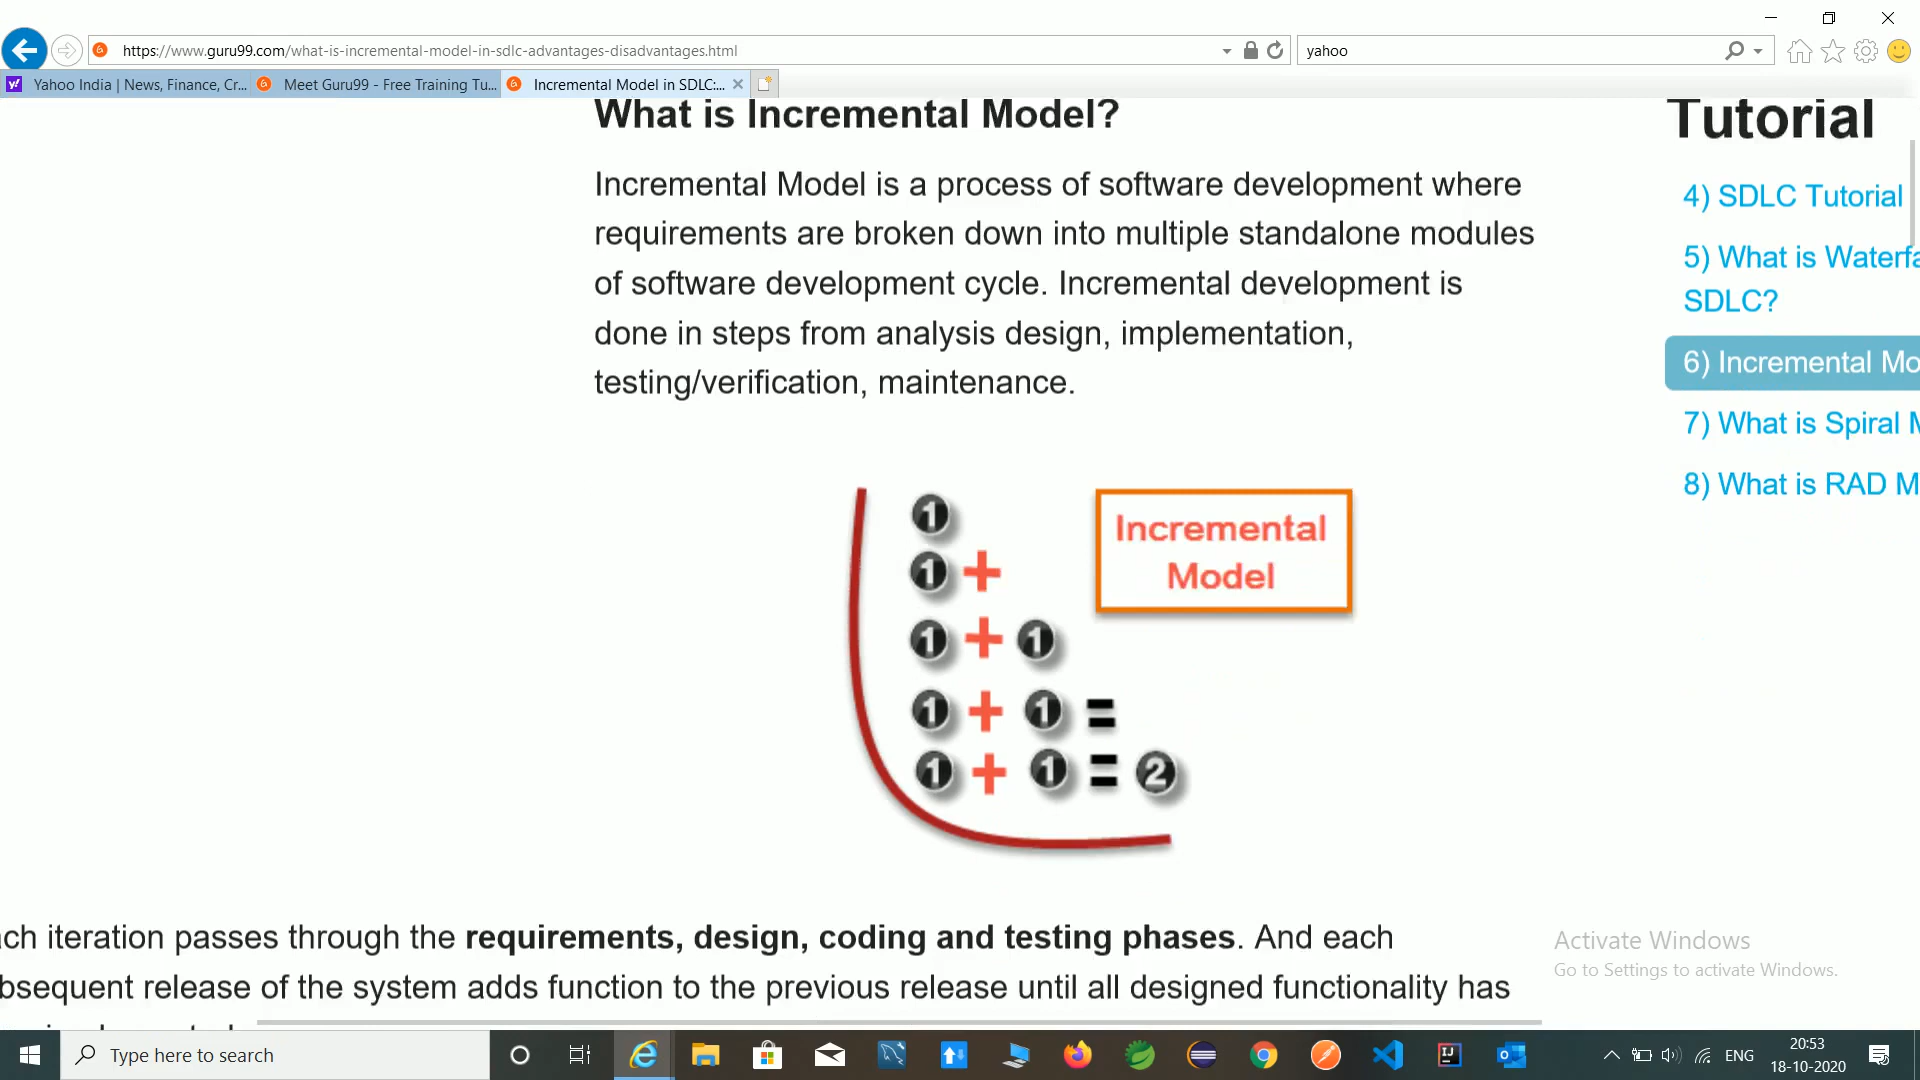 https://www.guru99.com/what-is-incremental-model-in-sdlc-advantages-disadvantages.html
yahoo
Yahoo India | News, Finance, Cr...
Meet Guru99 - Free Training Tu...
Incremental Model in SDLC:...
What is Incremental Model?
Incremental Model is a process of software development where
requirements are broken down into multiple standalone modules
of software development cycle. Incremental development is
done in steps from analysis design, implementation,
testing/verification, maintenance.
Tutorial
4) SDLC Tutorial
5) What is Waterfa
SDLC?
6) Incremental Mo
7) What is Spiral M
8) What is RAD M
Incremental
Model
1
1 +
1 + 1
1 + 1 =
1 + 1 = 2
ch iteration passes through the requirements, design, coding and testing phases. And each
bsequent release of the system adds function to the previous release until all designed functionality has
Activate Windows
Go to Settings to activate Windows.
Type here to search
ENG
20:53
18-10-2020